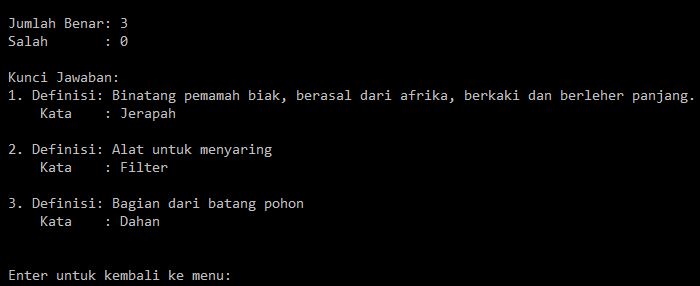 Jumlah Benar: 3
Salah       : 0
Kunci Jawaban:
1. Definisi: Binatang pemamah biak, berasal dari afrika, berkaki dan berleher panjang.
    Kata    : Jerapah
2. Definisi: Alat untuk menyaring
    Kata    : Filter
3. Definisi: Bagian dari batang pohon
    Kata    : Dahan
Enter untuk kembali ke menu: